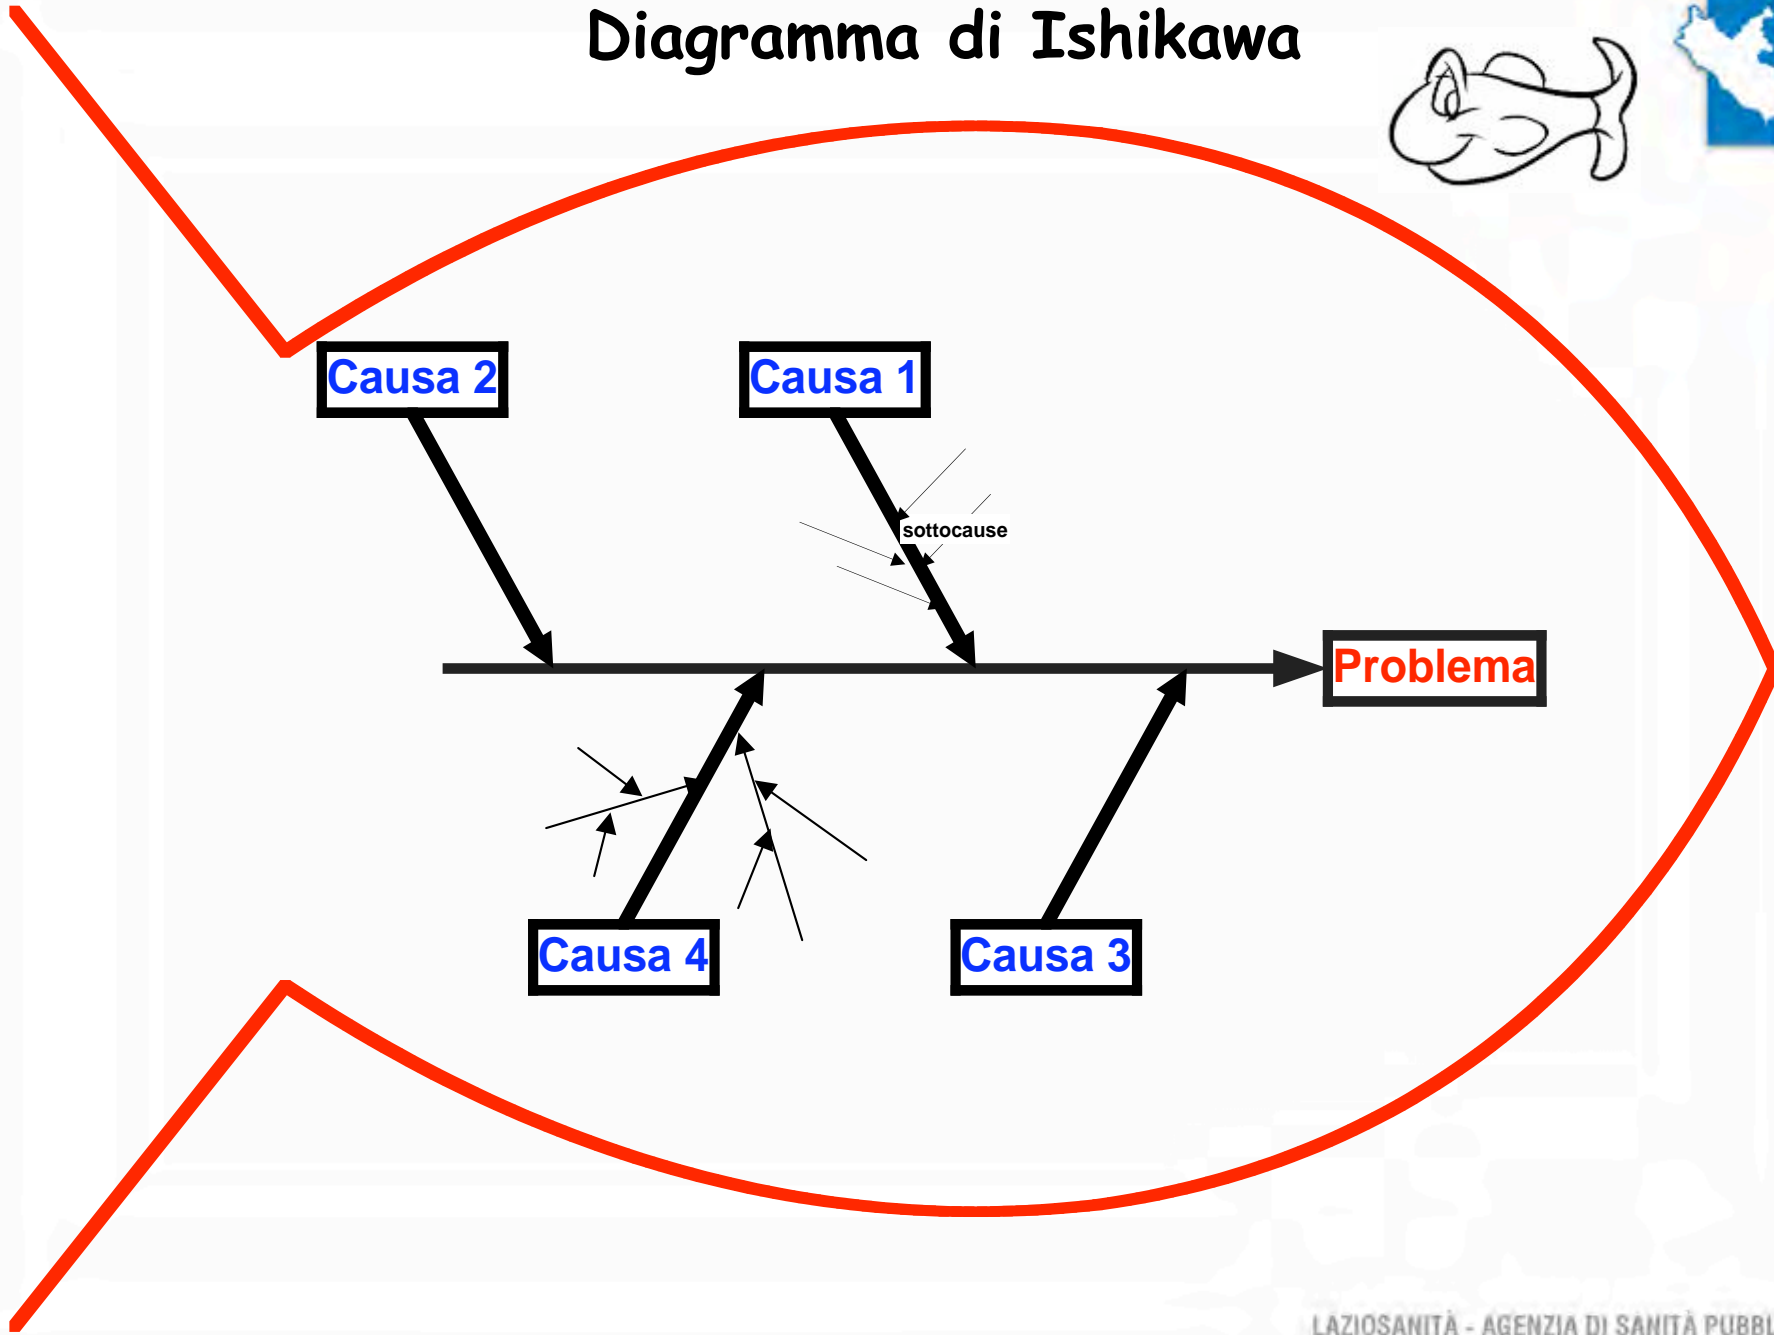 Diagramma di Ishikawa
Causa 2
Causa 1
sottocause
Problema
Causa 4
Causa 3
LAZIOSANITÀ - AGENZIA DI SANITÀ PUBBL